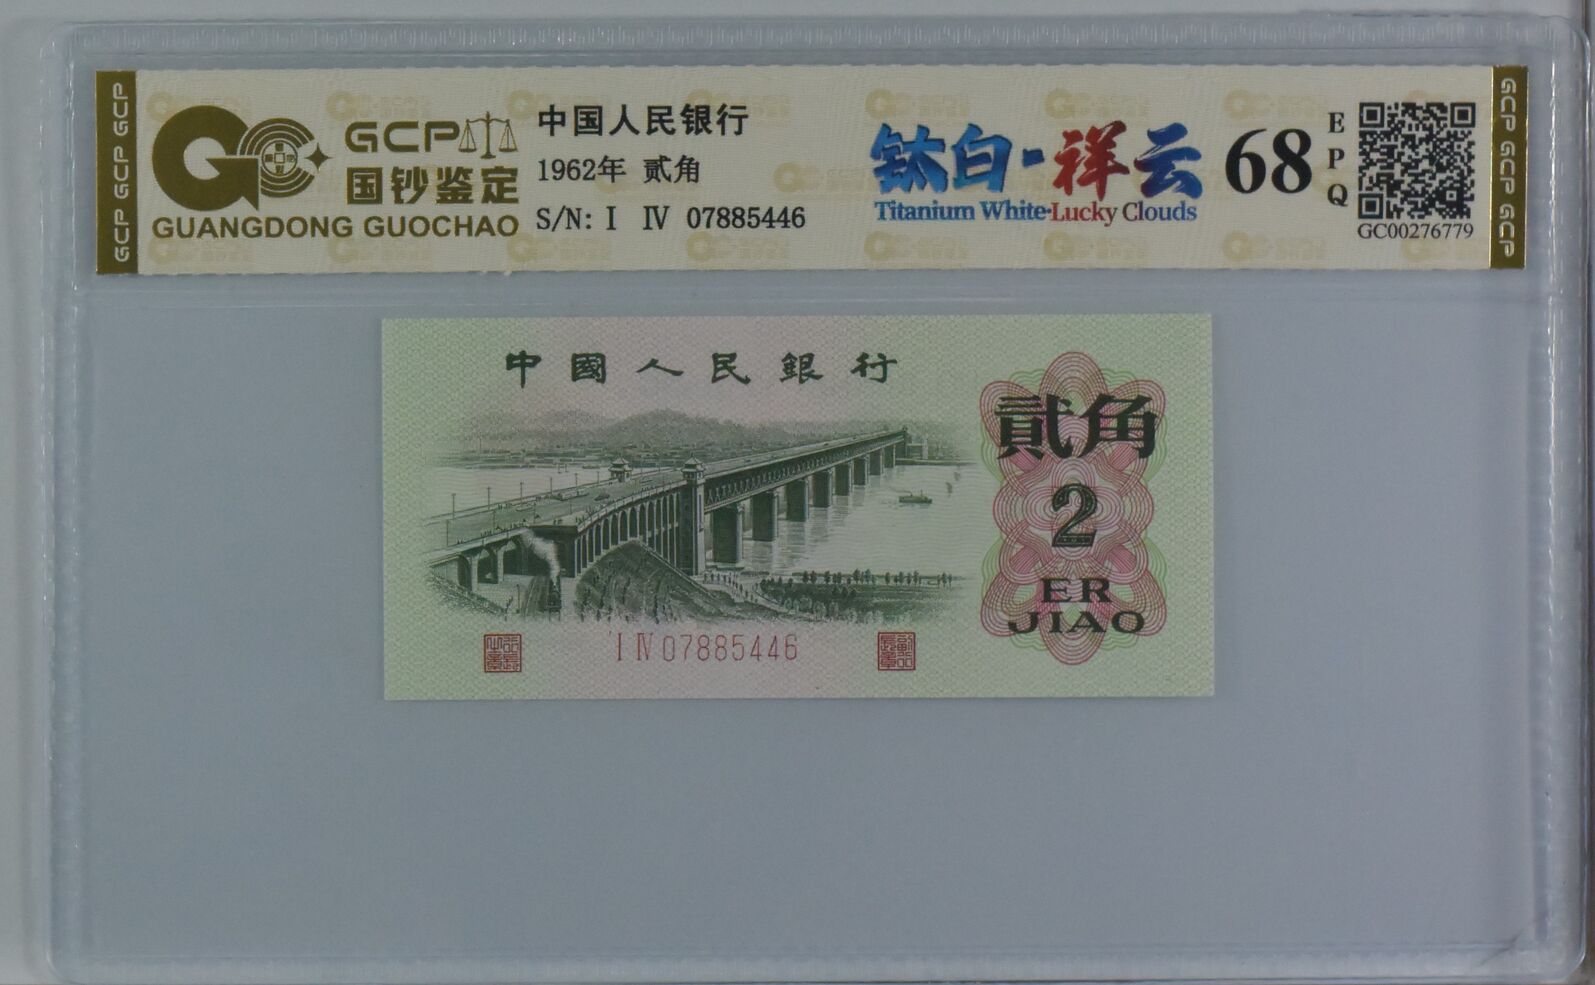 GCP GCP GCP
GCP
国钞鉴定
GUANGDONG GUOCHAO
中国人民银行
1962年 贰角
S/N: I IV 07885446
钛白·祥云
Titanium White·Lucky Clouds
68
EPQ
GC00276779
GCP GCP GCP
中國人民銀行
貳角
2
ER
JIAO
I IV 07885446